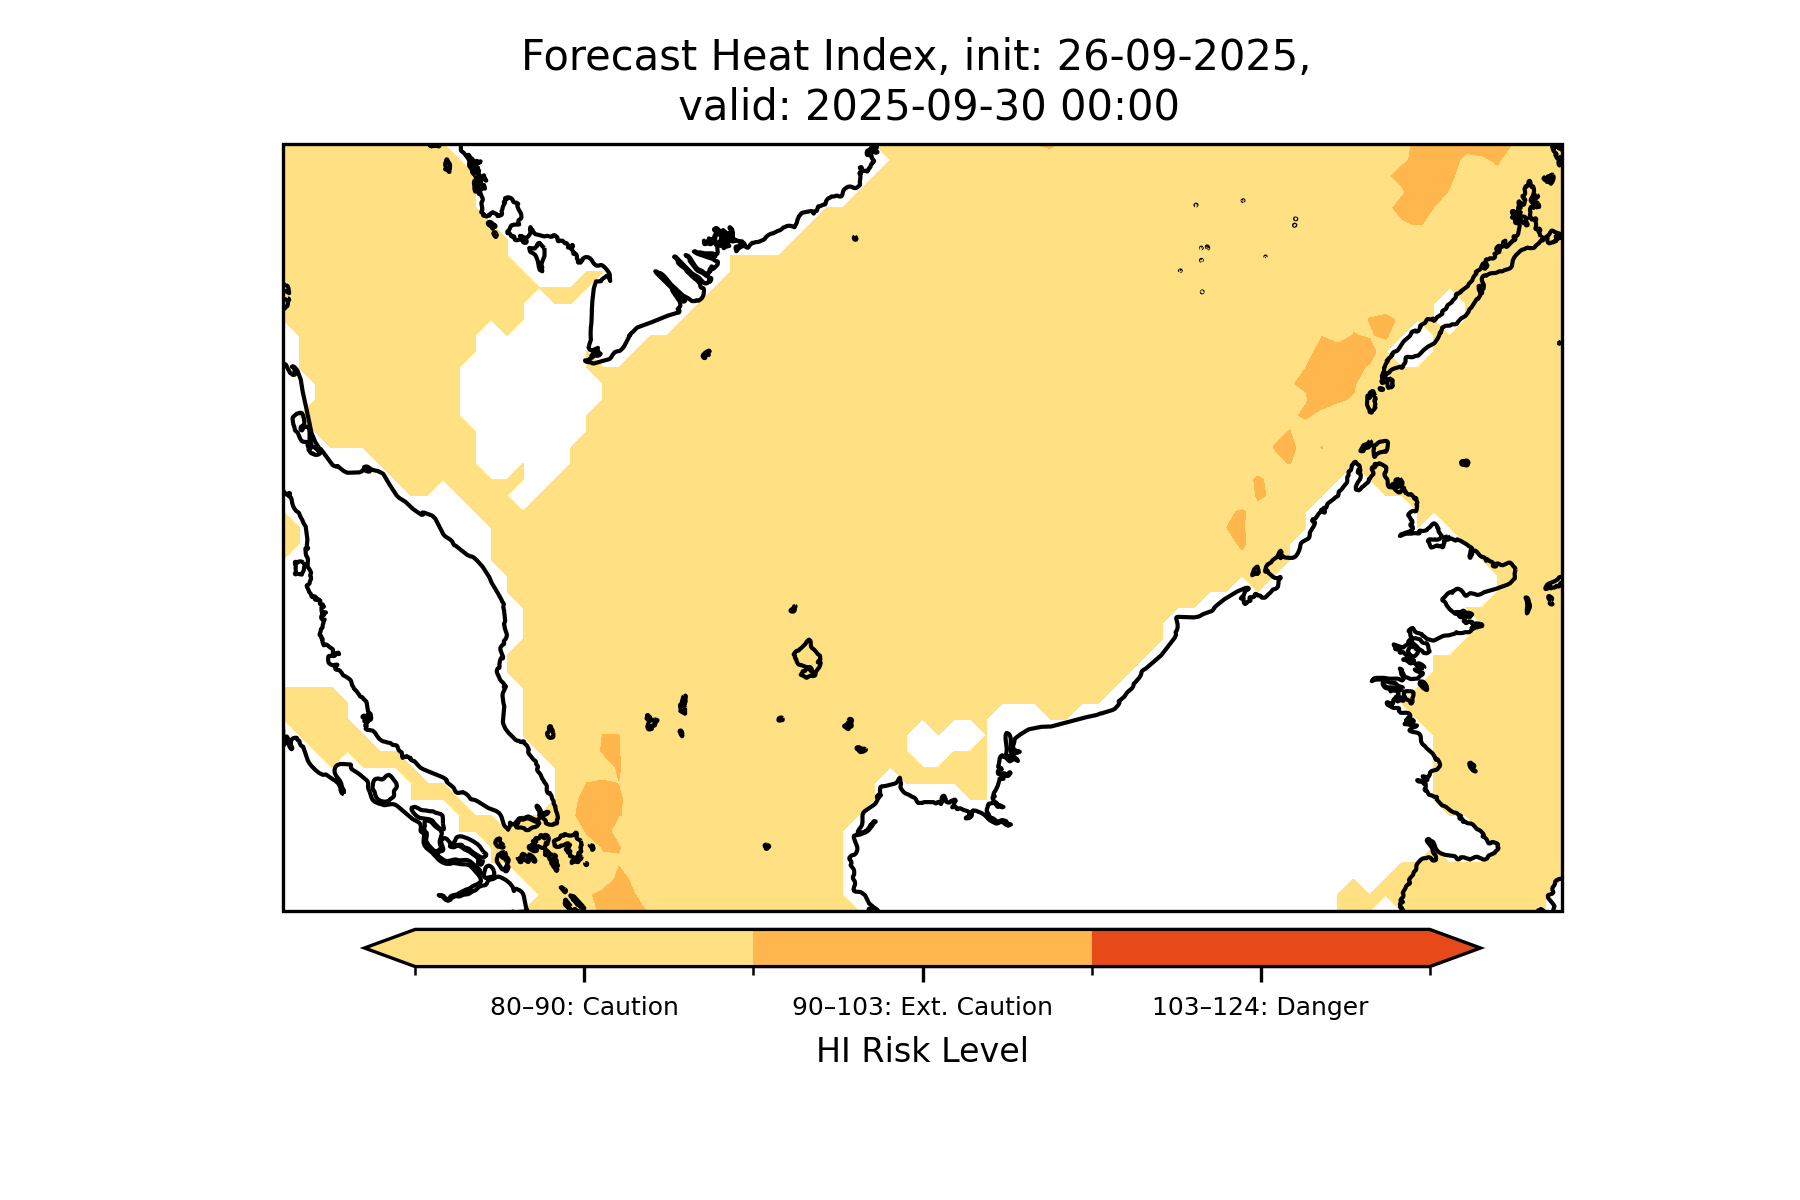 Forecast Heat Index, init: 26-09-2025,
valid: 2025-09-30 00:00
80–90: Caution
90–103: Ext. Caution
103–124: Danger
HI Risk Level